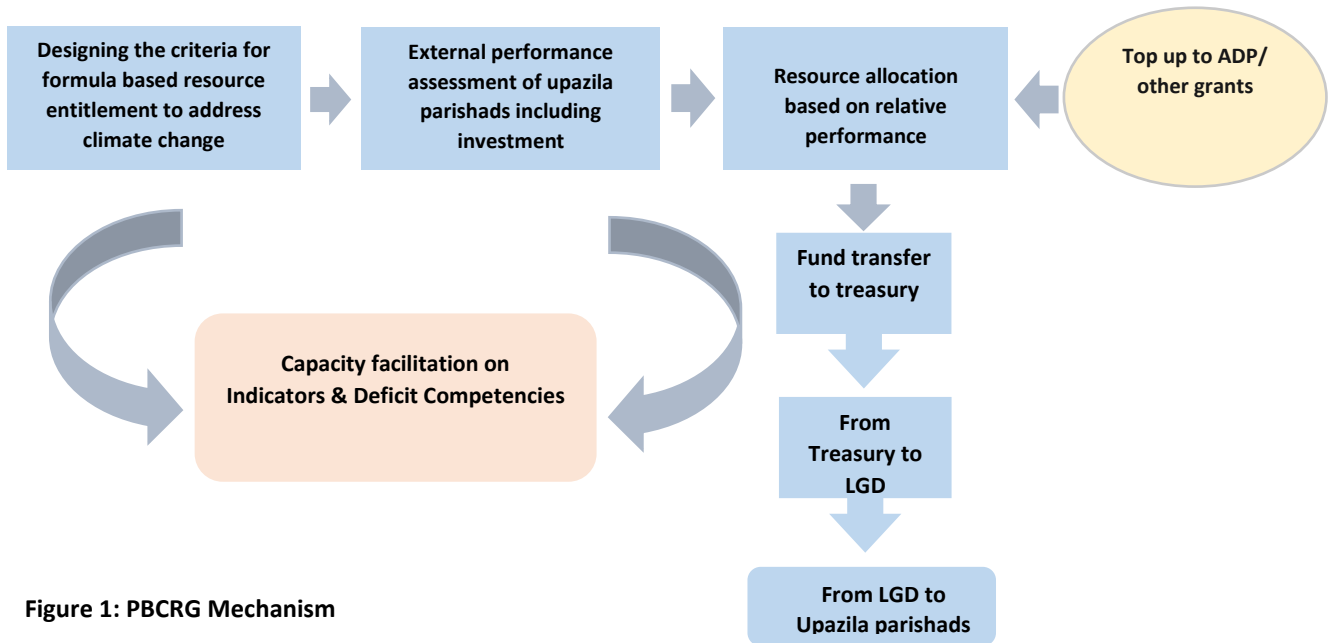 Designing the criteria for
formula based resource
entitlement to address
climate change
External performance
assessment of upazila
parishads including
investment
Resource allocation
based on relative
performance
Top up to ADP/
other grants
Fund transfer
to treasury
Capacity facilitation on
Indicators & Deficit Competencies
From
Treasury to
LGD
From LGD to
Upazila parishads
Figure 1: PBCRG Mechanism